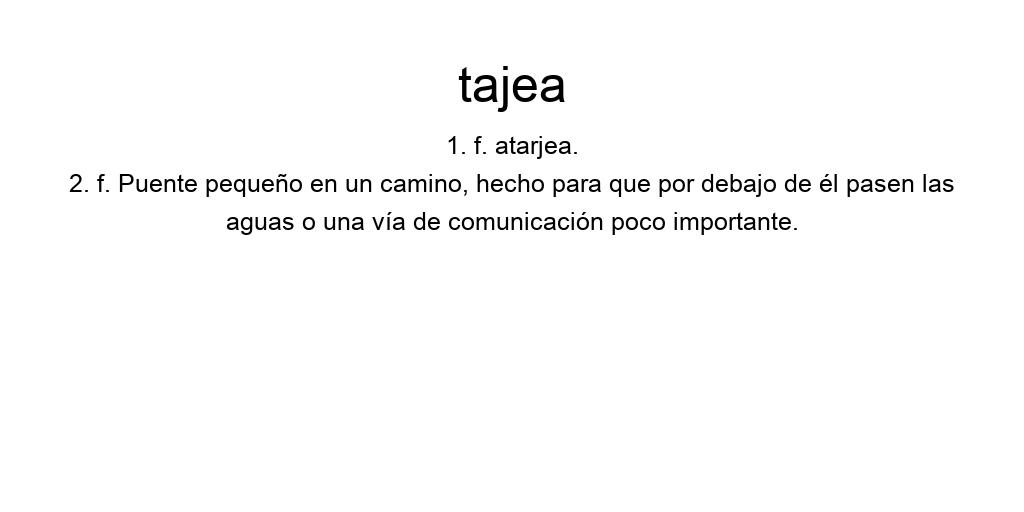 tajea
1. f. atarjea.
2. f. Puente pequeño en un camino, hecho para que por debajo de él pasen las
aguas o una vía de comunicación poco importante.